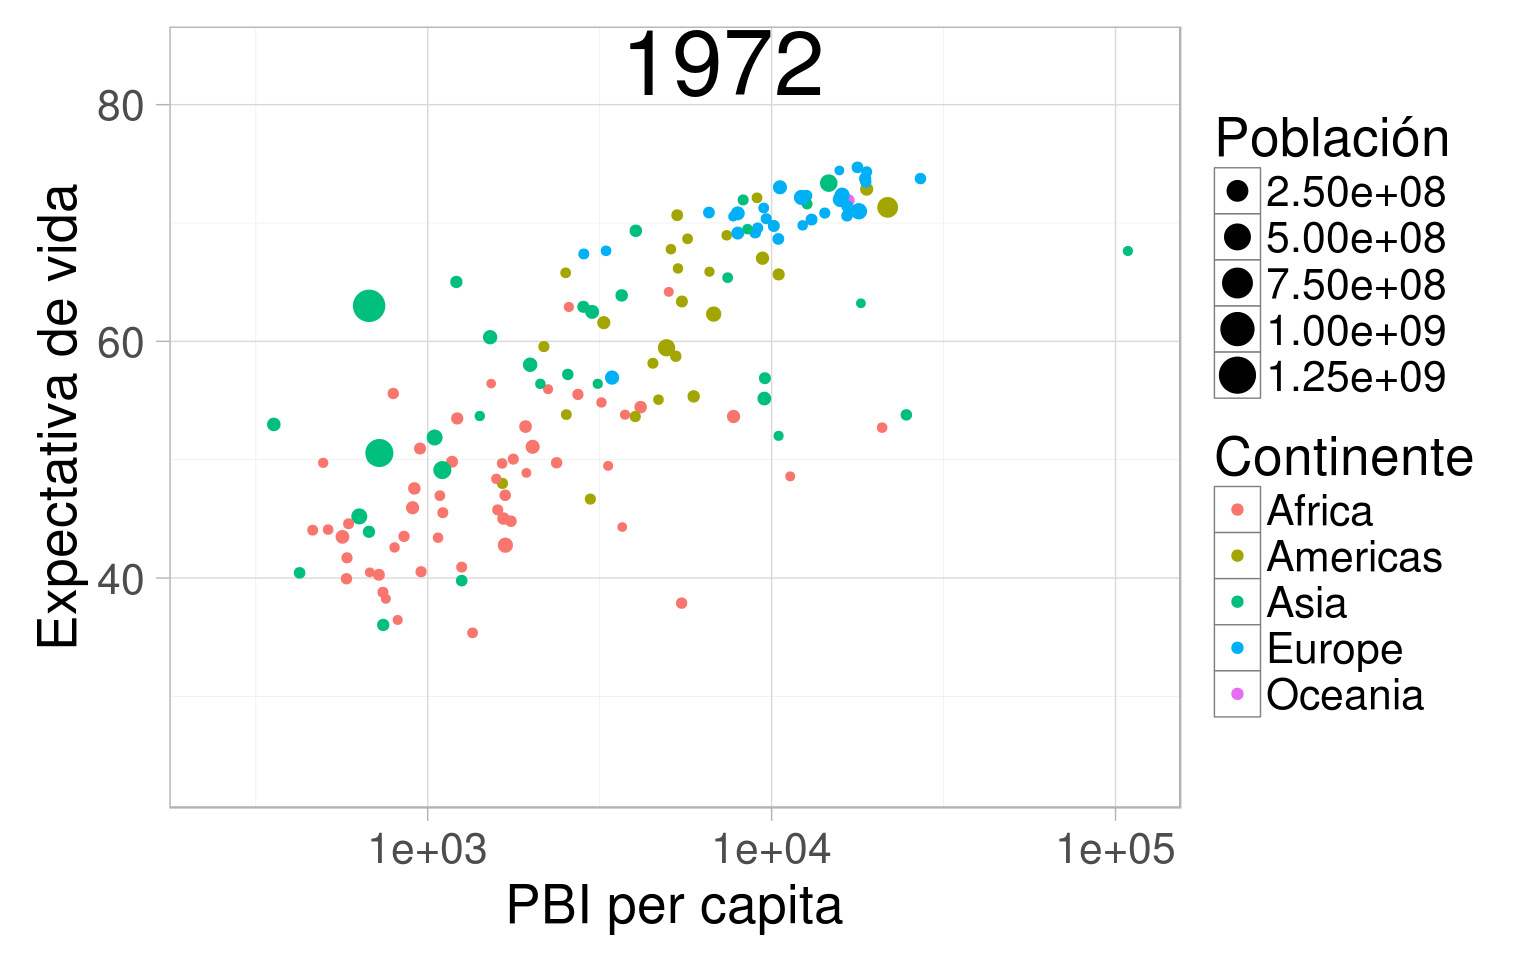 1972
80
60
40
Expectativa de vida
1e+03
1e+04
1e+05
PBI per capita
Población
2.50e+08
5.00e+08
7.50e+08
1.00e+09
1.25e+09
Continente
Africa
Americas
Asia
Europe
Oceania